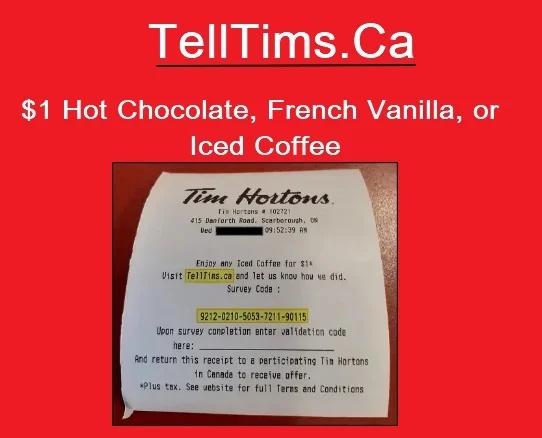 TellTims.Ca
$1 Hot Chocolate, French Vanilla, or
Iced Coffee
Tim Hortons.
Tim Hortons # 102721
415 Danforth Road, Scarborough, ON
Wed 09:52:39 AM
Enjoy any Iced Coffee for $1*
Visit TellTims.ca and let us know how we did.
Survey Code :
9212-0210-5053-7211-90115
Upon survey completion enter validation code
here:
And return this receipt to a participating Tim Hortons
in Canada to receive offer.
*Plus tax. See website for full Terms and Conditions